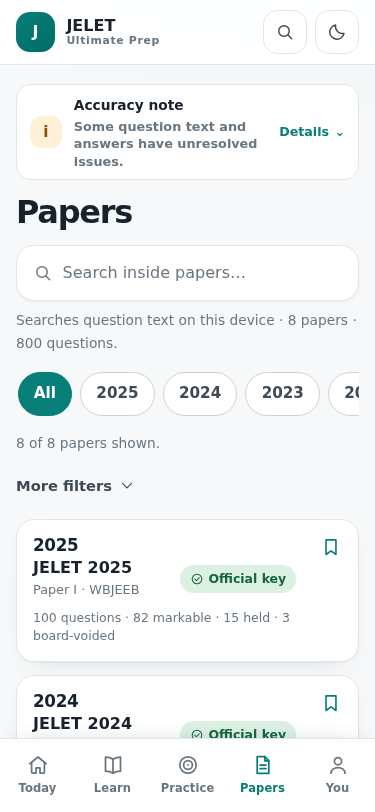 J
JELET
Ultimate Prep
i
Accuracy note
Some question text and
answers have unresolved
issues.
Details
Papers
Search inside papers…
Searches question text on this device · 8 papers ·
800 questions.
All 2025 2024 2023
8 of 8 papers shown.
More filters
2025
JELET 2025
Paper I · WBJEEB
Official key
100 questions · 82 markable · 15 held · 3
board-voided
2024
JELET 2024
Official key
Today Learn Practice Papers You